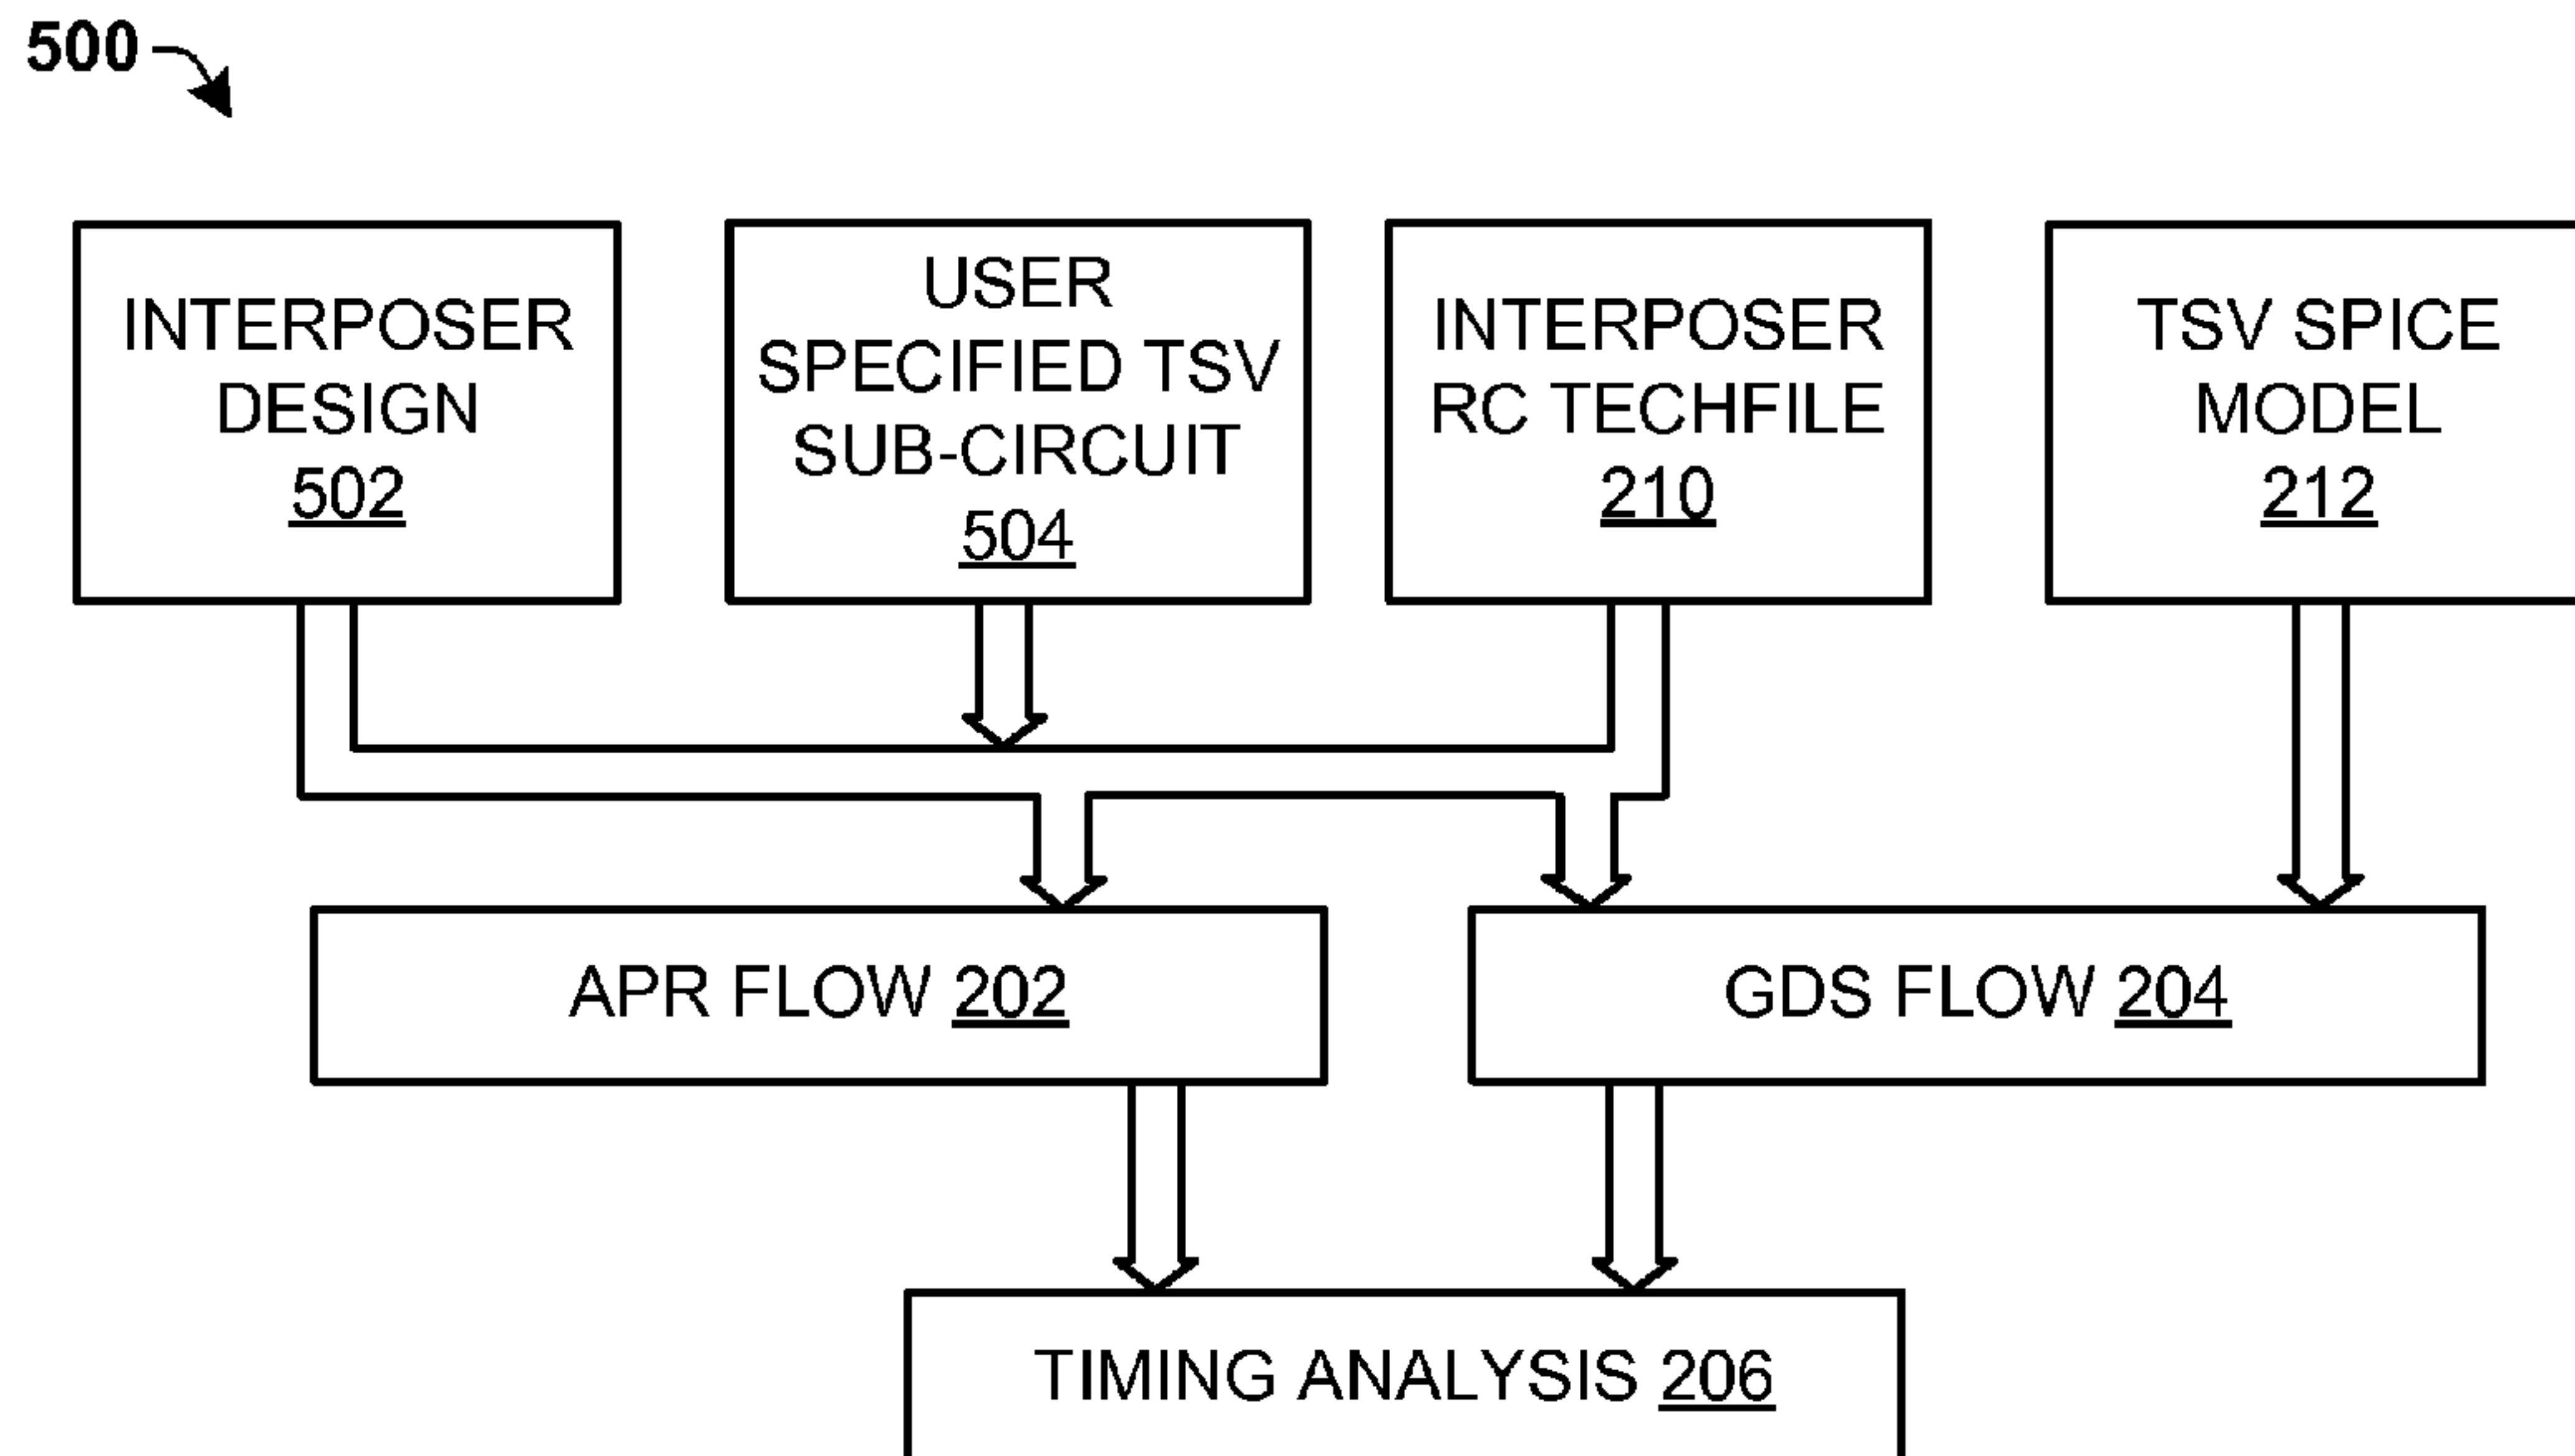 500
INTERPOSER
DESIGN
502
USER
SPECIFIED TSV
SUB-CIRCUIT
504
INTERPOSER
RC TECHFILE
210
TSV SPICE
MODEL
212
APR FLOW 202
GDS FLOW 204
TIMING ANALYSIS 206